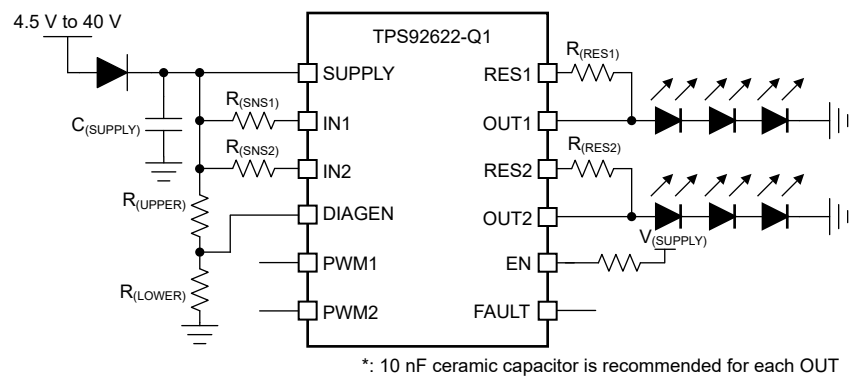 4.5 V to 40 V
TPS92622-Q1
SUPPLY
RES1
R(RES1)
C(SUPPLY)
R(SNS1)
IN1
OUT1
R(SNS2)
IN2
RES2
R(RES2)
R(UPPER)
DIAGEN
OUT2
V(SUPPLY)
PWM1
EN
R(LOWER)
PWM2
FAULT
*: 10 nF ceramic capacitor is recommended for each OUT